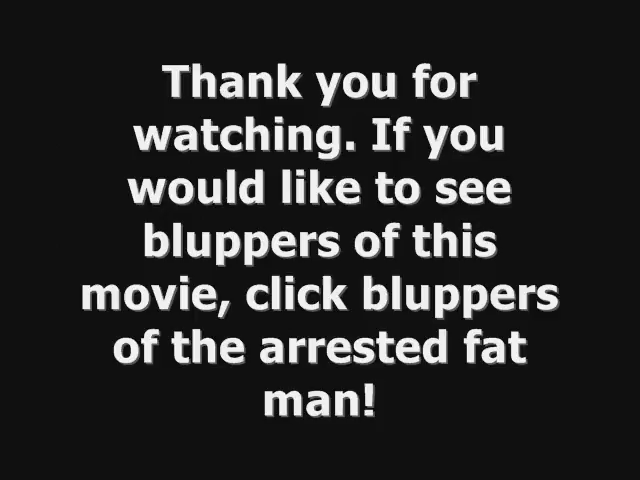 Thank you for
watching. If you
would like to see
bluppers of this
movie, click bluppers
of the arrested fat
man!